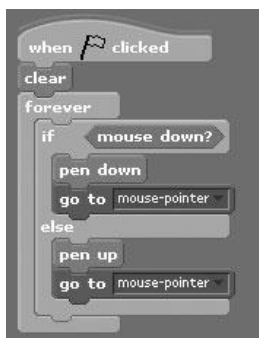 when clicked
clear
forever
if mouse down?
pen down
go to mouse-pointer
else
pen up
go to mouse-pointer